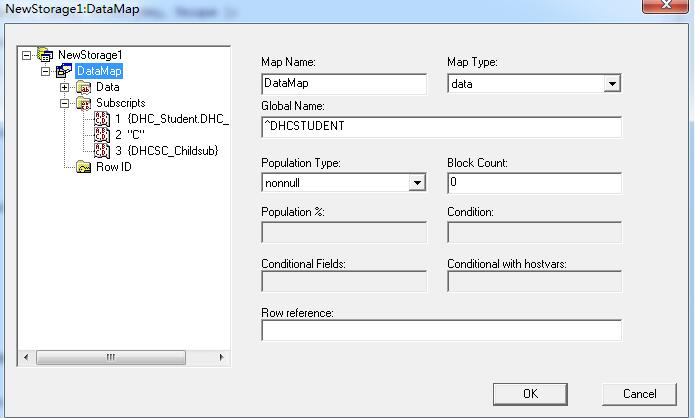 NewStorage1:DataMap
NewStorage1
DataMap
Data
Subscripts
1 {DHC_Student.DHC_
2 "C"
3 {DHCSC_Childsub}
Row ID
Map Name:
Map Type:
DataMap
data
Global Name:
^DHCSTUDENT
Population Type:
Block Count:
nonnull
0
Population %:
Condition:
Conditional Fields:
Conditional with hostvars:
Row reference:
OK
Cancel